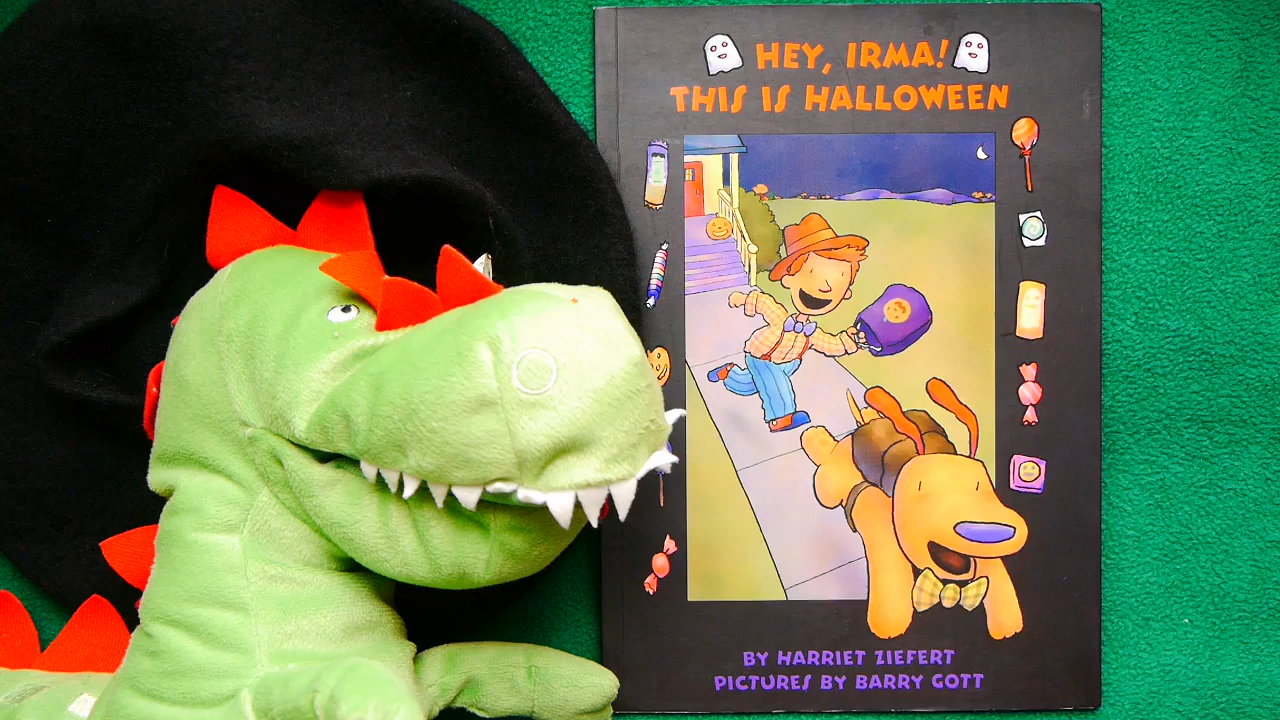 HEY, IRMA!
THIS IS HALLOWEEN
BY HARRIET ZIEFERT
PICTURES BY BARRY GOTT